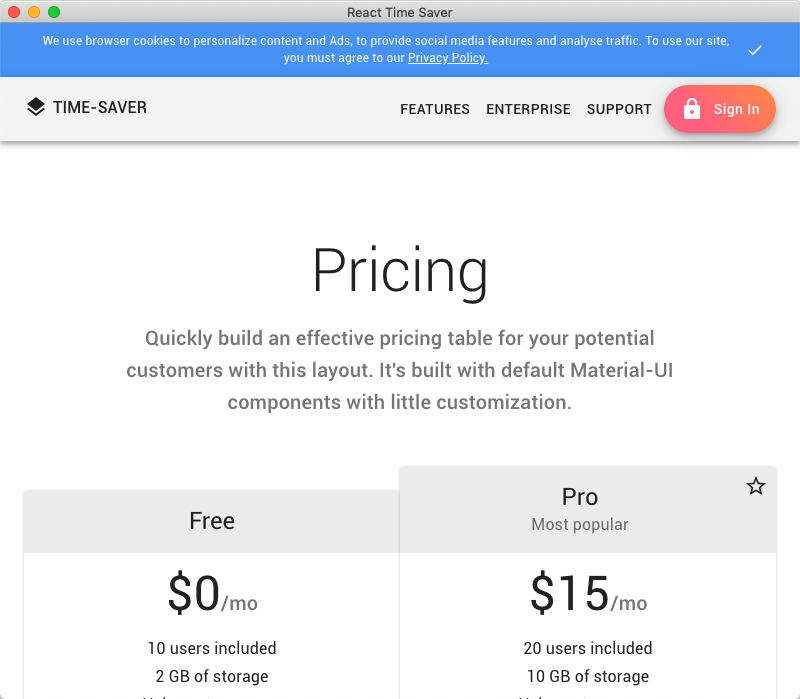 React Time Saver
We use browser cookies to personalize content and Ads, to provide social media features and analyse traffic. To use our site,
you must agree to our Privacy Policy.
TIME-SAVER
FEATURES ENTERPRISE SUPPORT Sign In
Pricing
Quickly build an effective pricing table for your potential
customers with this layout. It's built with default Material-UI
components with little customization.
Free
Pro
Most popular
$0/mo
10 users included
2 GB of storage
$15/mo
20 users included
10 GB of storage